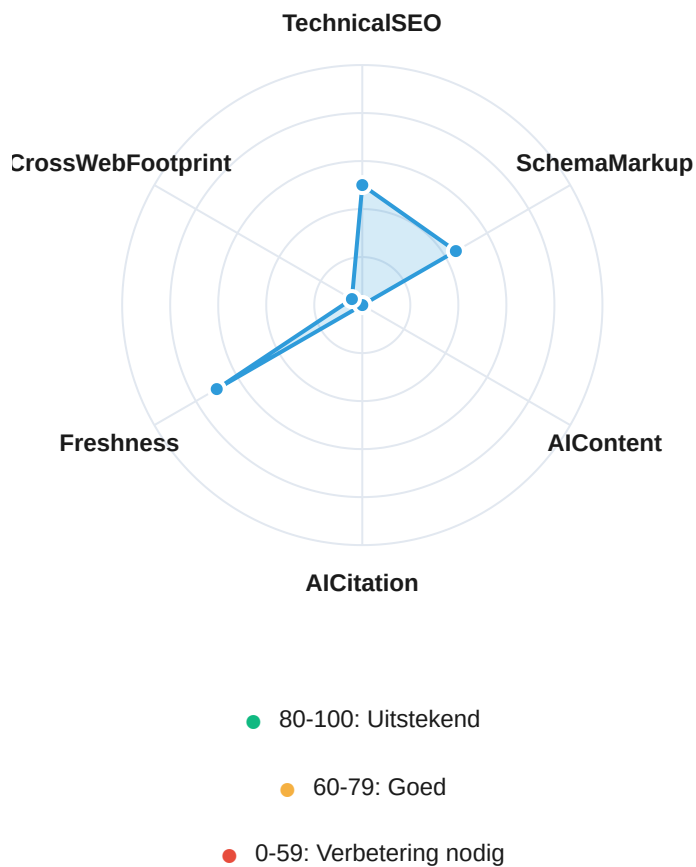 TechnicalSEO
CrossWebFootprint
SchemaMarkup
Freshness
AIContent
AICitation
80-100: Uitstekend
60-79: Goed
0-59: Verbetering nodig